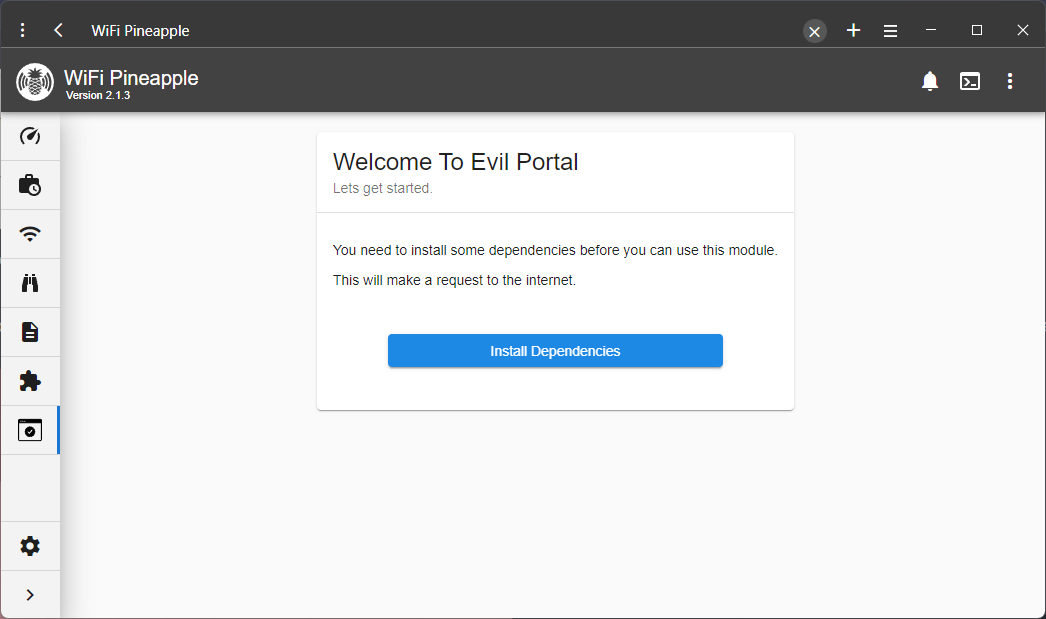 WiFi Pineapple
WiFi Pineapple
Version 2.1.3
Welcome To Evil Portal
Lets get started.
You need to install some dependencies before you can use this module.
This will make a request to the internet.
Install Dependencies